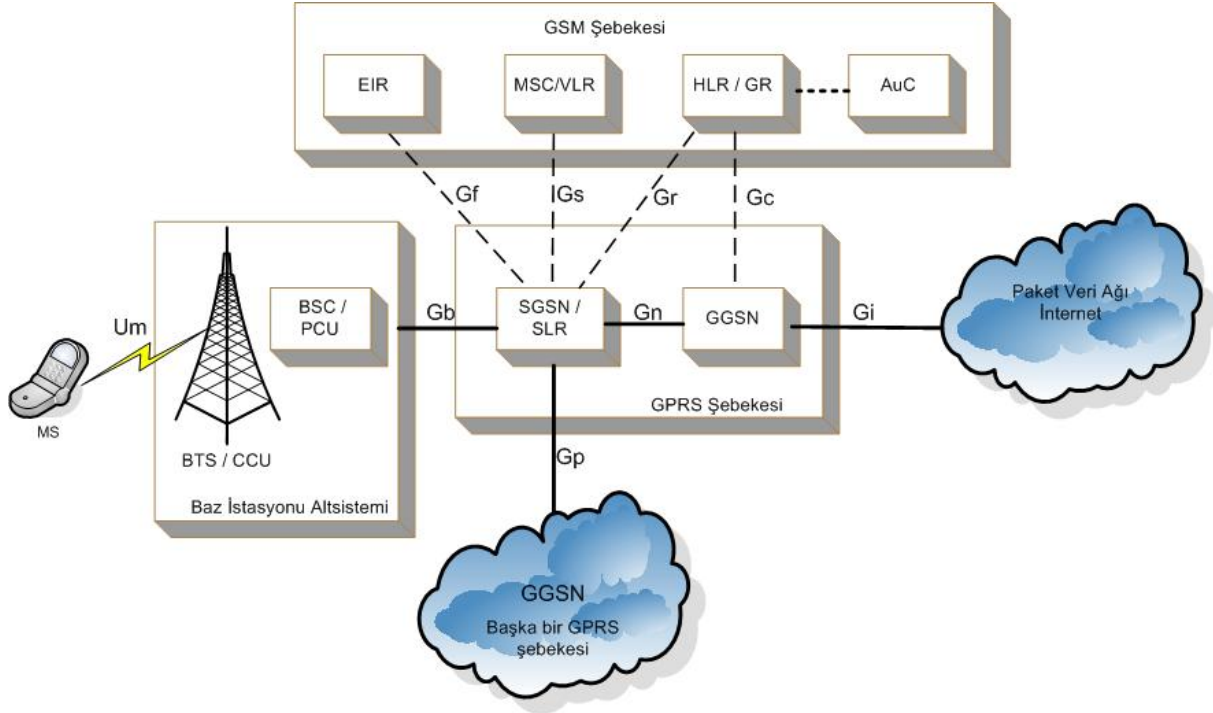 GSM Şebekesi
EIR
MSC/VLR
HLR / GR
AuC
Gf
Gs
Gr
Gc
Um
BSC /
PCU
Gb
SGSN /
SLR
Gn
GGSN
Gi
Paket Veri Ağı
İnternet
MS
BTS / CCU
GPRS Şebekesi
Baz İstasyonu Altsistemi
Gp
GGSN
Başka bir GPRS
şebekesi